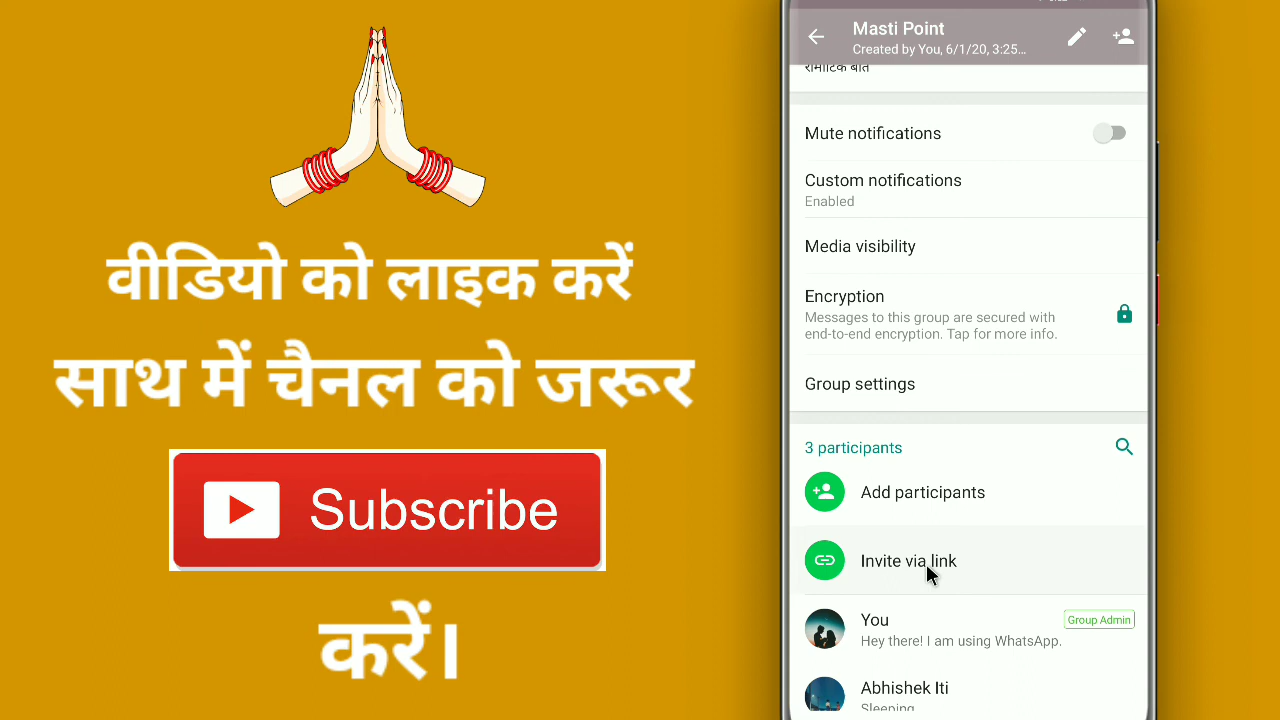 वीडियो को लाइक करें
साथ में चैनल को जरूर
Subscribe
करें।
Masti Point
Created by You, 6/1/20, 3:25...
Mute notifications
Custom notifications
Enabled
Media visibility
Encryption
Messages to this group are secured with
end-to-end encryption. Tap for more info.
Group settings
3 participants
Add participants
Invite via link
You
Group Admin
Hey there! I am using WhatsApp.
Abhishek Iti
Sleeping